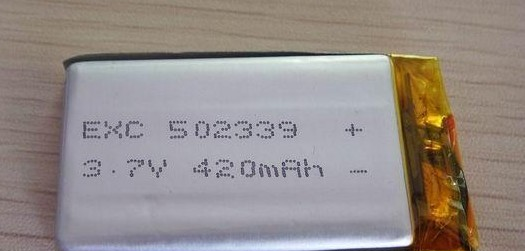 EXC 502339 +
3.7V 420mAh -